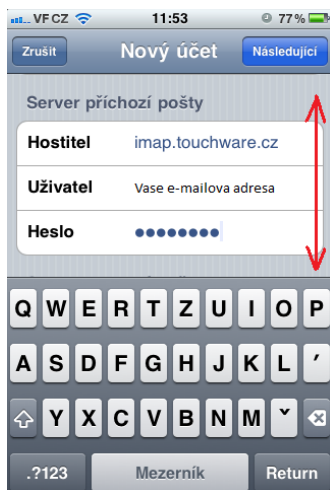 VF CZ 11:53 77%
Zrušit Nový účet Následující
Server příchozí pošty
Hostitel imap.touchware.cz
Uživatel Vase e-mailova adresa
Heslo ●●●●●●●●
Q W E R T Z U I O P
A S D F G H J K L ʼ
Y X C V B N M ˇ
.?123 Mezerník Return